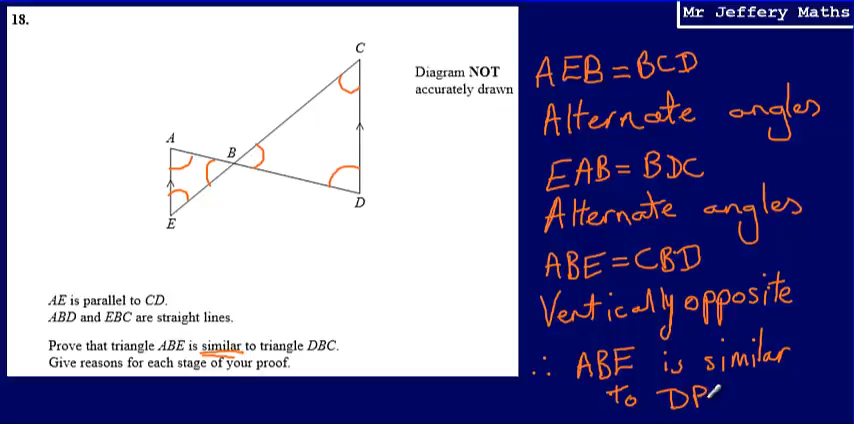 Mr Jeffery Maths
18.
C
Diagram NOT
accurately drawn
A
B
D
E
AE is parallel to CD.
ABD and EBC are straight lines.
Prove that triangle ABE is similar to triangle DBC.
Give reasons for each stage of your proof.
AEB = BCD
Alternate angles
EAB = BDC
Alternate angles
ABE = CBD
Vertically opposite
∴ ABE is similar
to DP